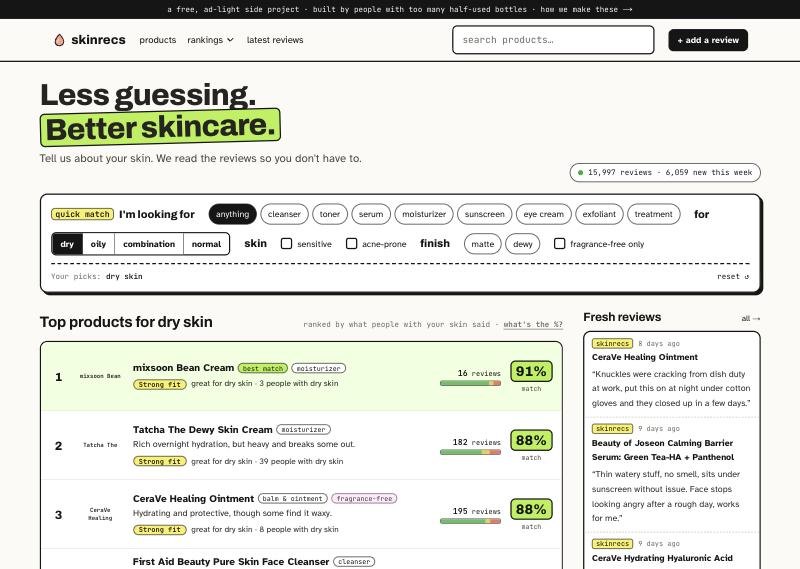 a free, ad-light side project · built by people with too many half-used bottles · how we make these →
skinrecs
products
rankings
latest reviews
search products…
+ add a review
Less guessing.
Better skincare.
Tell us about your skin. We read the reviews so you don't have to.
15,997 reviews · 6,059 new this week
quick match I'm looking for anything cleanser toner serum moisturizer sunscreen eye cream exfoliant treatment for
dry oily combination normal skin sensitive acne-prone finish matte dewy fragrance-free only
Your picks: dry skin
reset ↺
Top products for dry skin
ranked by what people with your skin said · what's the %?
1
mixsoon Bean
mixsoon Bean Cream best match moisturizer
Strong fit great for dry skin · 3 people with dry skin
16 reviews
91%
match
2
Tatcha The
Tatcha The Dewy Skin Cream moisturizer
Rich overnight hydration, but heavy and breaks some out.
Strong fit great for dry skin · 39 people with dry skin
182 reviews
88%
match
3
CeraVe
Healing
CeraVe Healing Ointment balm & ointment fragrance-free
Hydrating and protective, though some find it waxy.
Strong fit great for dry skin · 8 people with dry skin
195 reviews
88%
match
First Aid Beauty Pure Skin Face Cleanser cleanser
Fresh reviews
all →
skinrecs 8 days ago
CeraVe Healing Ointment
“Knuckles were cracking from dish duty
at work, put this on at night under cotton
gloves and they closed up in a few days.”
skinrecs 9 days ago
Beauty of Joseon Calming Barrier
Serum: Green Tea-HA + Panthenol
“Thin watery stuff, no smell, sits under
sunscreen without issue. Face stops
looking angry after a rough day, works
for me.”
skinrecs 9 days ago
CeraVe Hydrating Hyaluronic Acid